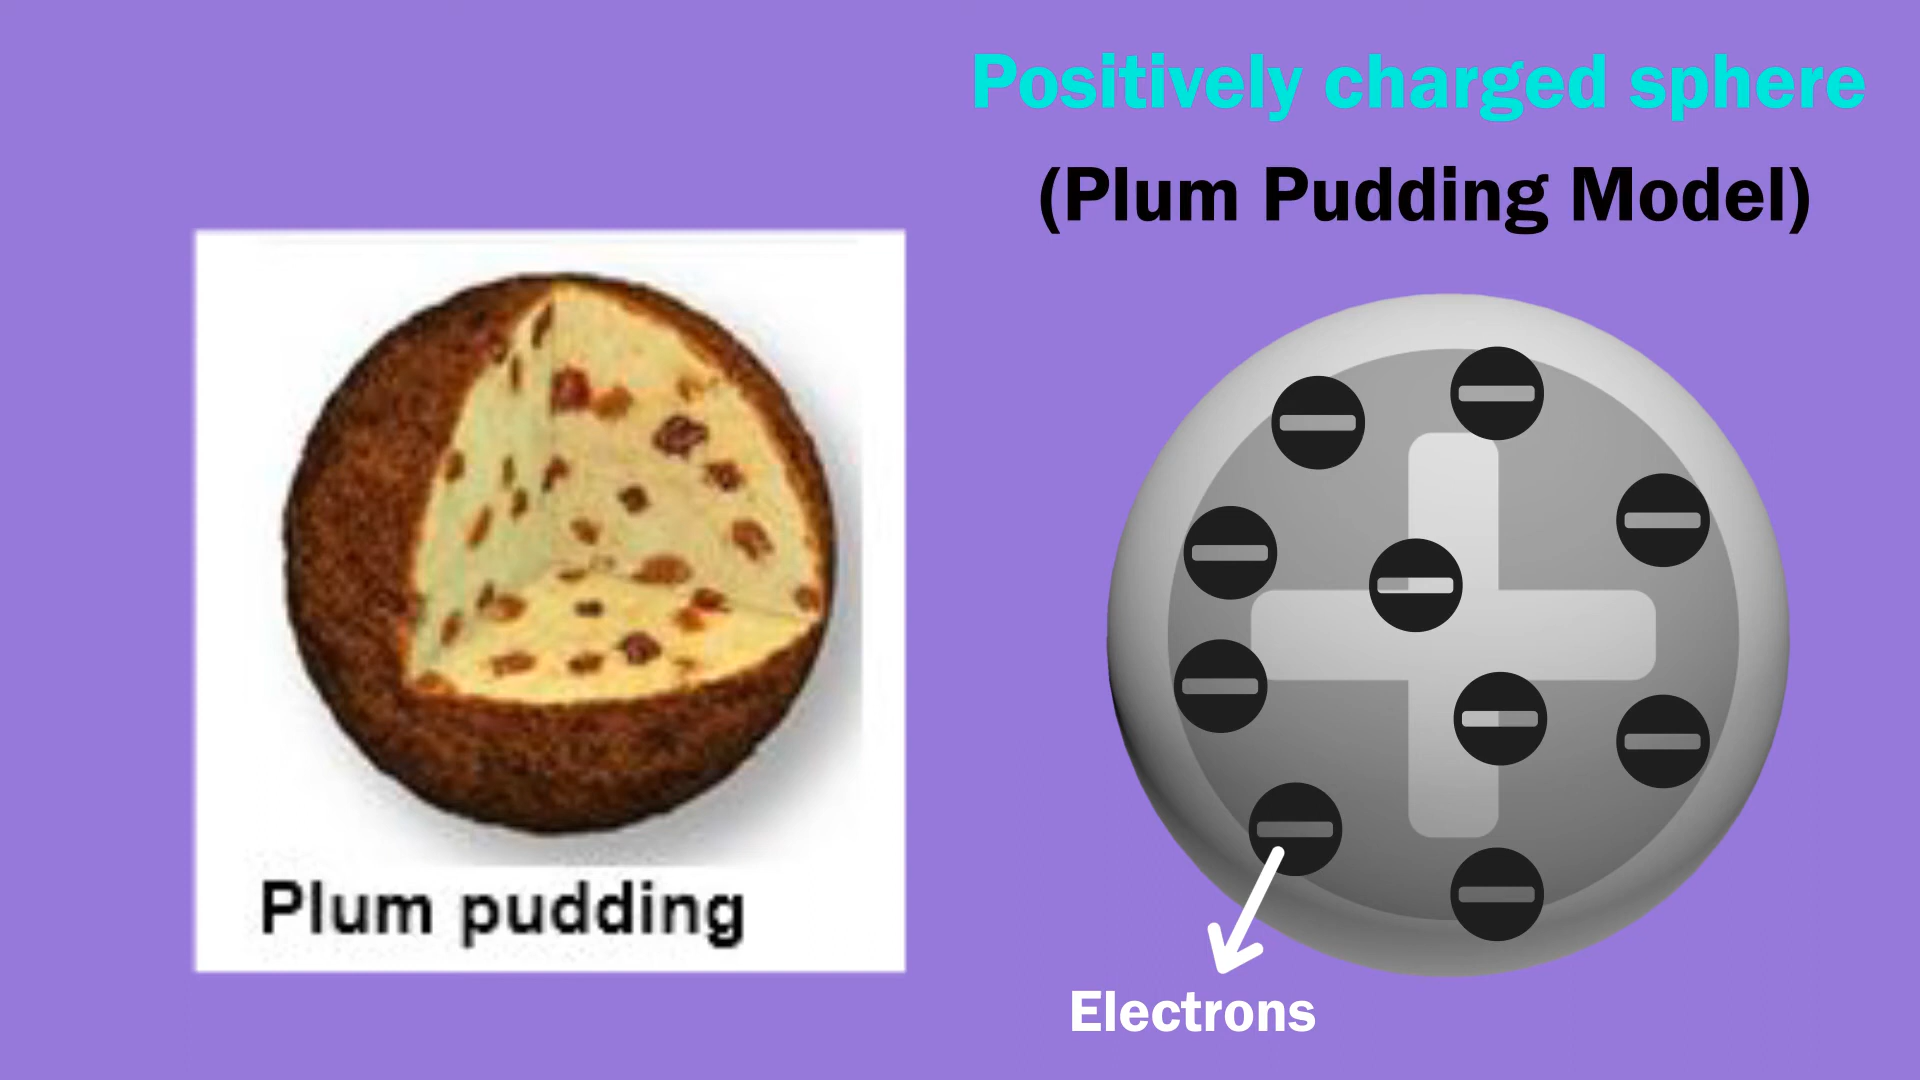 Positively charged sphere
(Plum Pudding Model)
Plum pudding
Electrons